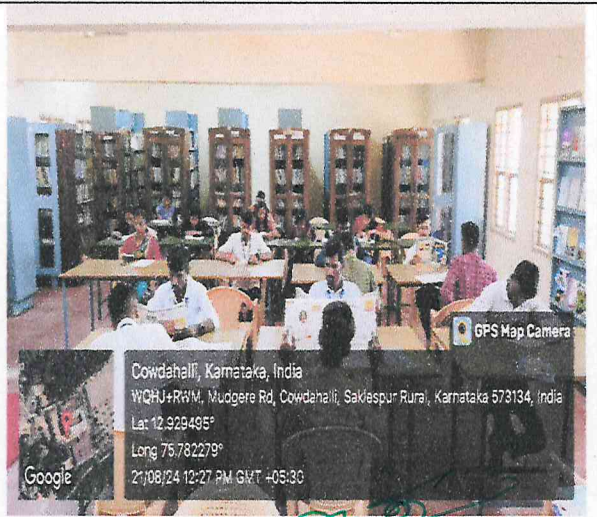 GPS Map Camera
Cowdahalli, Karnataka, India
WQHJ+RWM, Mudgere Rd, Cowdahalli, Saklespur Rural, Karnataka 573134, India
Lat 12.929495°
Long 75.782279°
21/08/24 12:27 PM GMT +05:30
Google